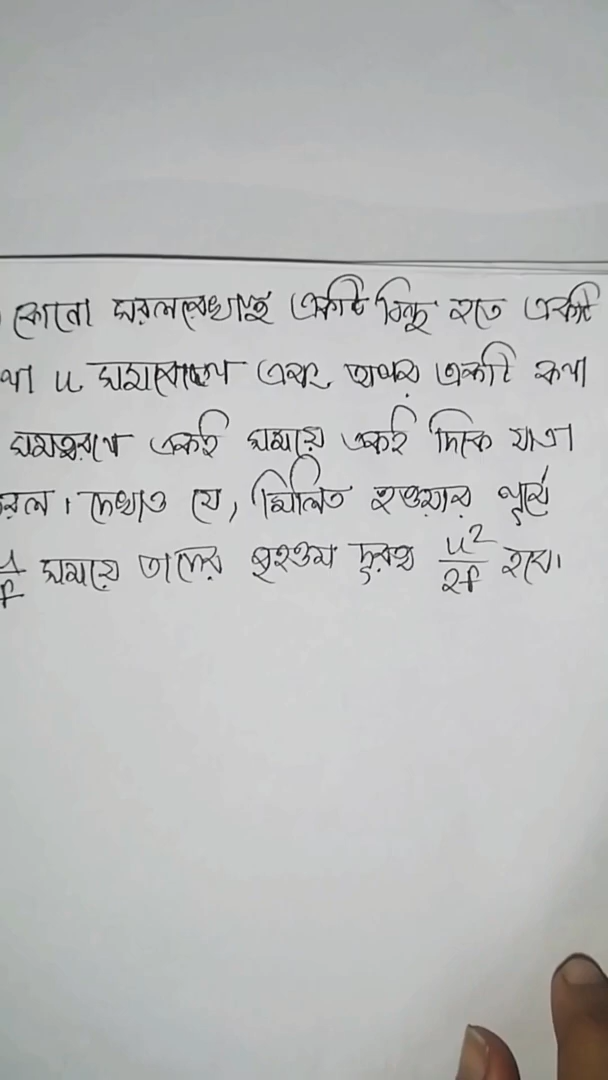 কোনো সরলরেখাস্থ একটি বিন্দু হতে একটি
ণা u সমবেগে এবং অপর একটি কণা
সমত্বরণে একই সময়ে একই দিকে যাত্রা
রল। দেখাও যে, মিলিত হওয়ার পূর্বে
u/f সময়ে তাদের বৃহত্তম দূরত্ব u²/2f হবে।